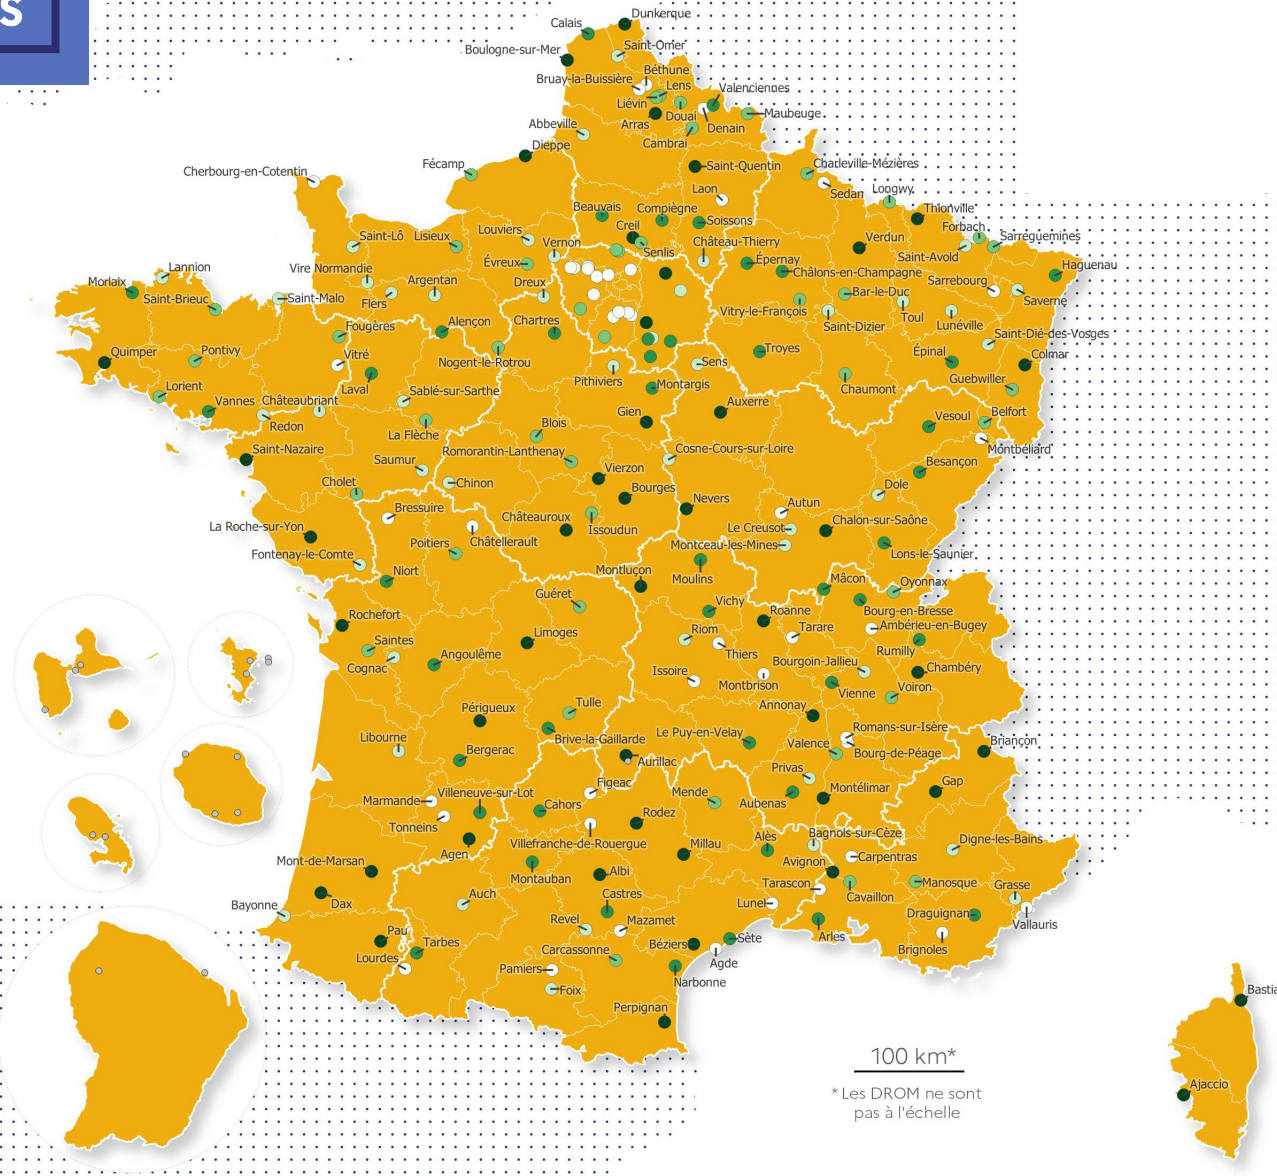 S
Dunkerque
Calais
Saint-Omer
Boulogne-sur-Mer
Béthune
Bruay-la-Buissière
Lens
Valenciennes
Liévin
Maubeuge
Arras
Douai
Denain
Abbeville
Cambrai
Dieppe
Fécamp
Saint-Quentin
Charleville-Mézières
Cherbourg-en-Cotentin
Laon
Sedan
Longwy
Beauvais
Compiègne
Soissons
Thionville
Saint-Lô
Lisieux
Louviers
Creil
Forbach
Sarreguemines
Vernon
Senlis
Château-Thierry
Verdun
Saint-Avold
Évreux
Épernay
Haguenau
Lannion
Vire Normandie
Châlons-en-Champagne
Morlaix
Argentan
Dreux
Sarrebourg
Saint-Brieuc
Saint-Malo
Flers
Bar-le-Duc
Saverne
Vitry-le-François
Toul
Fougères
Alençon
Chartres
Saint-Dizier
Lunéville
Saint-Dié-des-Vosges
Quimper
Pontivy
Vitré
Nogent-le-Rotrou
Troyes
Épinal
Colmar
Laval
Sens
Pithiviers
Guebwiller
Lorient
Sablé-sur-Sarthe
Montargis
Chaumont
Vannes
Châteaubriant
Gien
Auxerre
Vesoul
Belfort
Redon
La Flèche
Blois
Saint-Nazaire
Romorantin-Lanthenay
Cosne-Cours-sur-Loire
Montbéliard
Saumur
Besançon
Vierzon
Cholet
Chinon
Bourges
Dole
Nevers
Autun
Bressuire
Châteauroux
La Roche-sur-Yon
Le Creusot
Chalon-sur-Saône
Issoudun
Poitiers
Châtellerault
Montceau-les-Mines
Fontenay-le-Comte
Lons-le-Saunier
Niort
Montluçon
Moulins
Mâcon
Oyonnax
Guéret
Vichy
Bourg-en-Bresse
Rochefort
Roanne
Ambérieu-en-Bugey
Saintes
Limoges
Riom
Tarare
Rumilly
Cognac
Angoulême
Thiers
Bourgoin-Jallieu
Chambéry
Issoire
Montbrison
Vienne
Voiron
Périgueux
Tulle
Annonay
Libourne
Brive-la-Gaillarde
Le Puy-en-Velay
Romans-sur-Isère
Briançon
Bergerac
Valence
Bourg-de-Péage
Aurillac
Privas
Figeac
Gap
Marmande
Villeneuve-sur-Lot
Mende
Montélimar
Cahors
Aubenas
Tonneins
Rodez
Villefranche-de-Rouergue
Alès
Bagnols-sur-Cèze
Digne-les-Bains
Agen
Millau
Mont-de-Marsan
Avignon
Carpentras
Montauban
Albi
Tarascon
Manosque
Grasse
Dax
Auch
Castres
Cavaillon
Bayonne
Lunel
Draguignan
Revel
Mazamet
Vallauris
Pau
Tarbes
Béziers
Sète
Arles
Brignoles
Lourdes
Carcassonne
Agde
Pamiers
Narbonne
Foix
Bastia
Perpignan
100 km*
Ajaccio
* Les DROM ne sont
pas à l'échelle